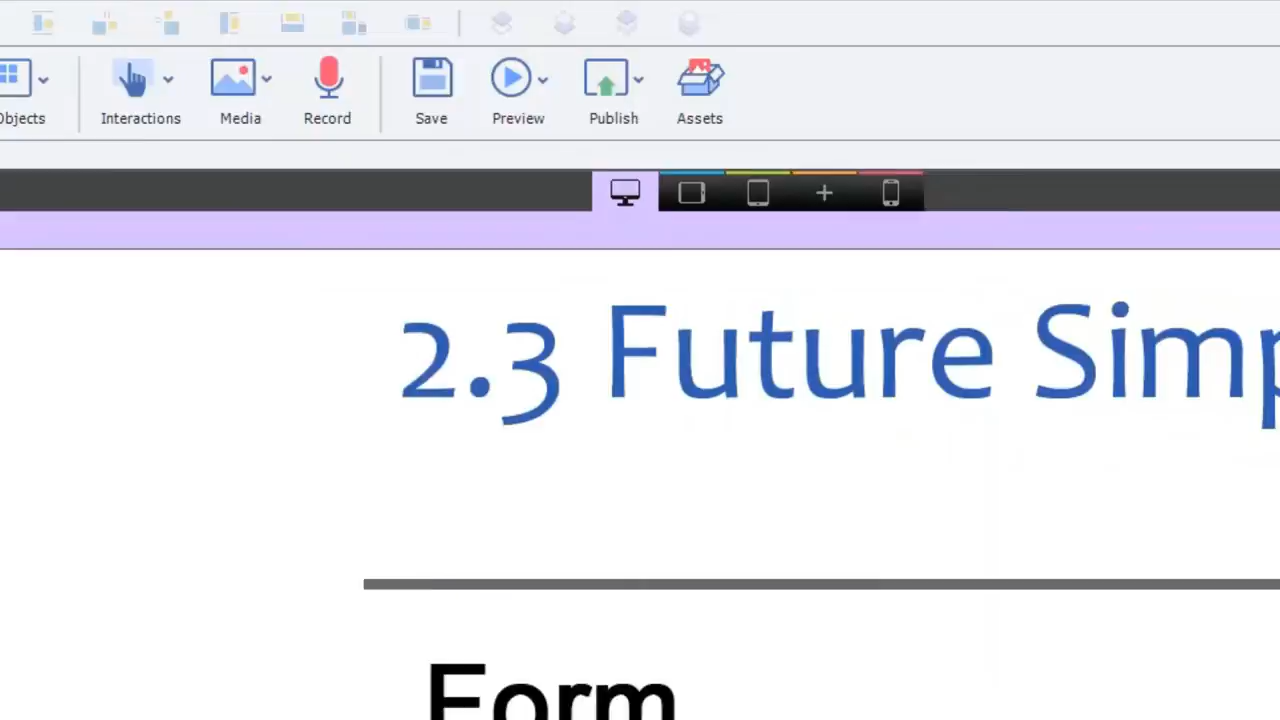 Objects Interactions Media Record Save Preview Publish Assets
2.3 Future Simp
Form